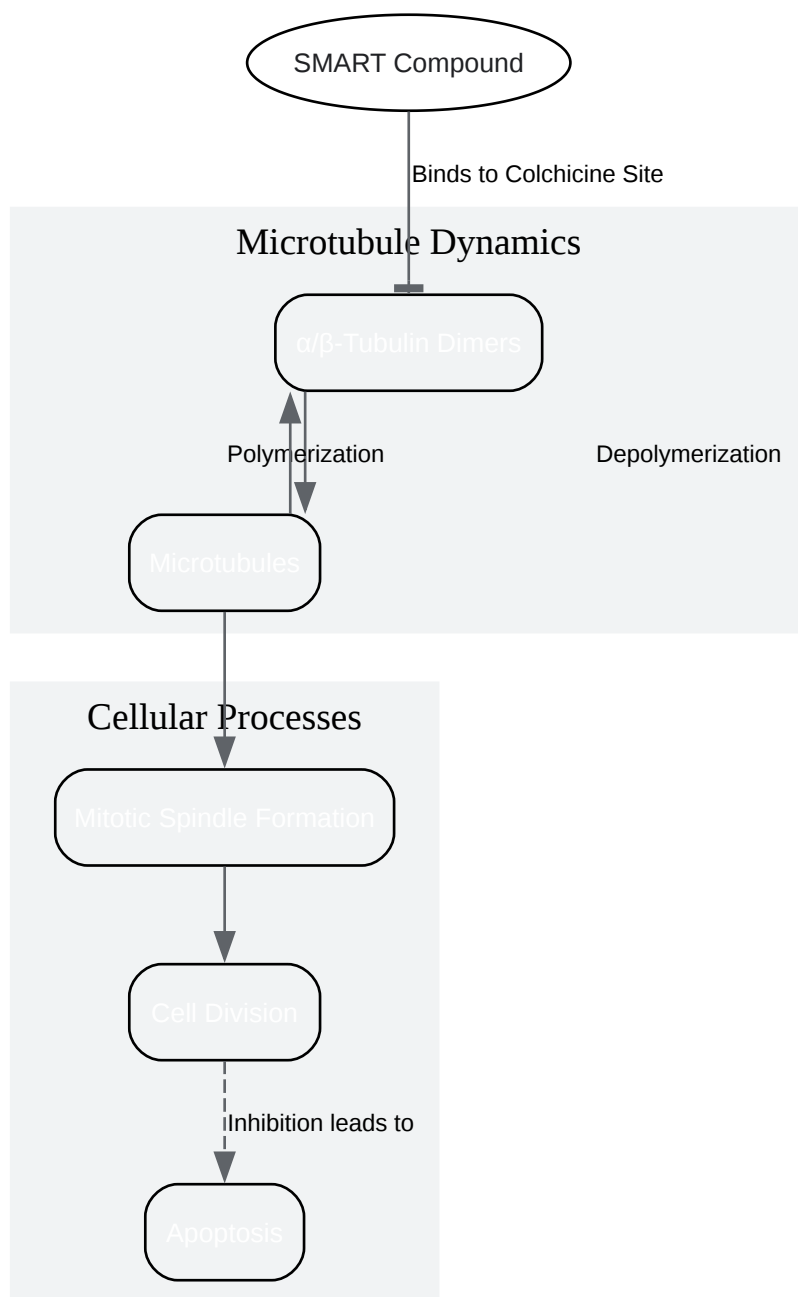 SMART Compound
Binds to Colchicine Site
Microtubule Dynamics
α/β-Tubulin Dimers
Polymerization
Depolymerization
Microtubules
Cellular Processes
Mitotic Spindle Formation
Cell Division
Inhibition leads to
Apoptosis